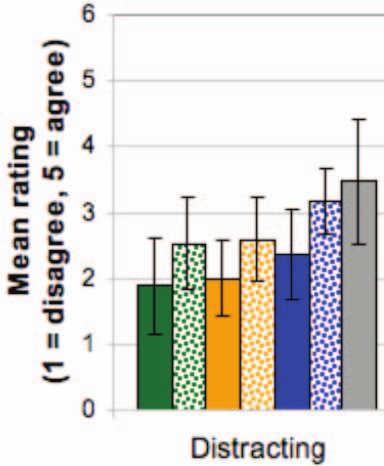 Mean rating
(1 = disagree, 5 = agree)
6
5
4
3
2
1
0
Distracting